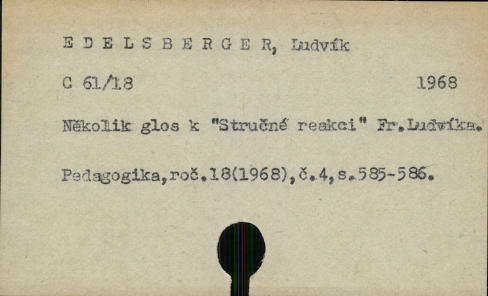 E D E L S B E R G E R, Ludvík
C 61/18 1968
Několik glos k "Stručné reakci" Fr.Ludvíka.
Pedagogika,roč.18(1968),č.4,s.585-586.